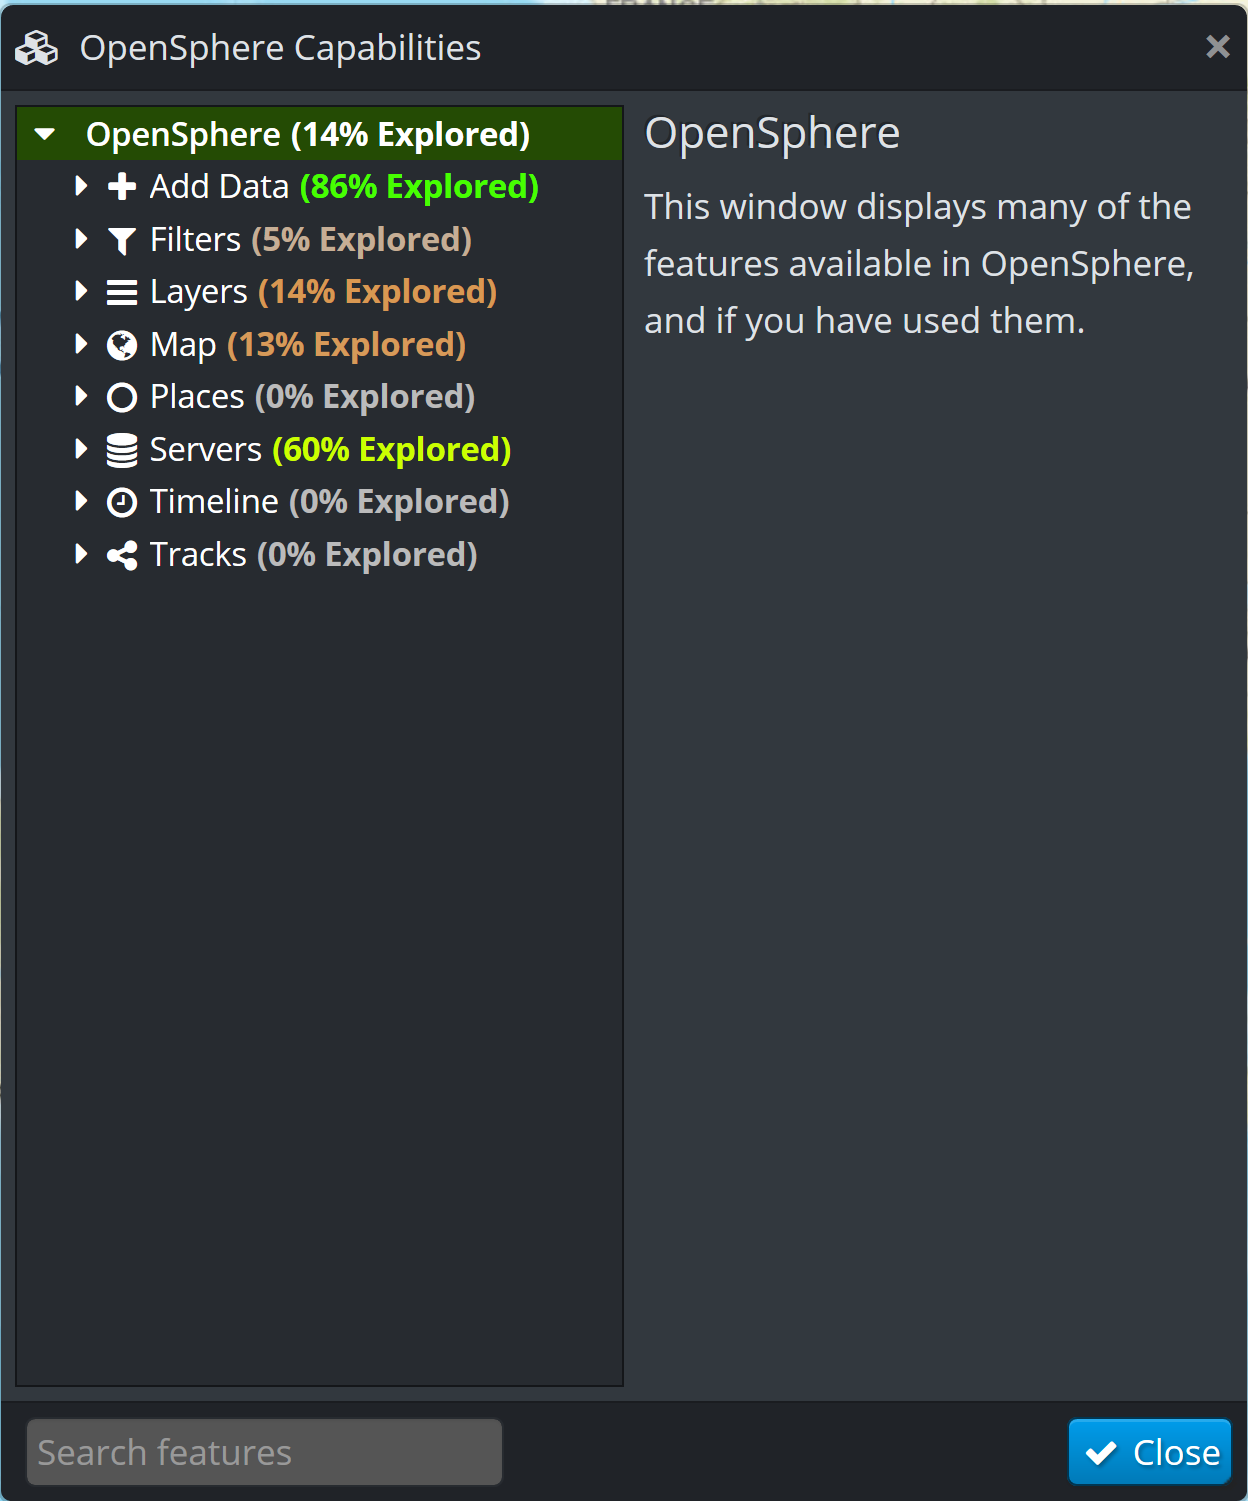 FRANCE
OpenSphere Capabilities
OpenSphere (14% Explored)
Add Data (86% Explored)
Filters (5% Explored)
Layers (14% Explored)
Map (13% Explored)
Places (0% Explored)
Servers (60% Explored)
Timeline (0% Explored)
Tracks (0% Explored)
OpenSphere
This window displays many of the
features available in OpenSphere,
and if you have used them.
Search features
Close